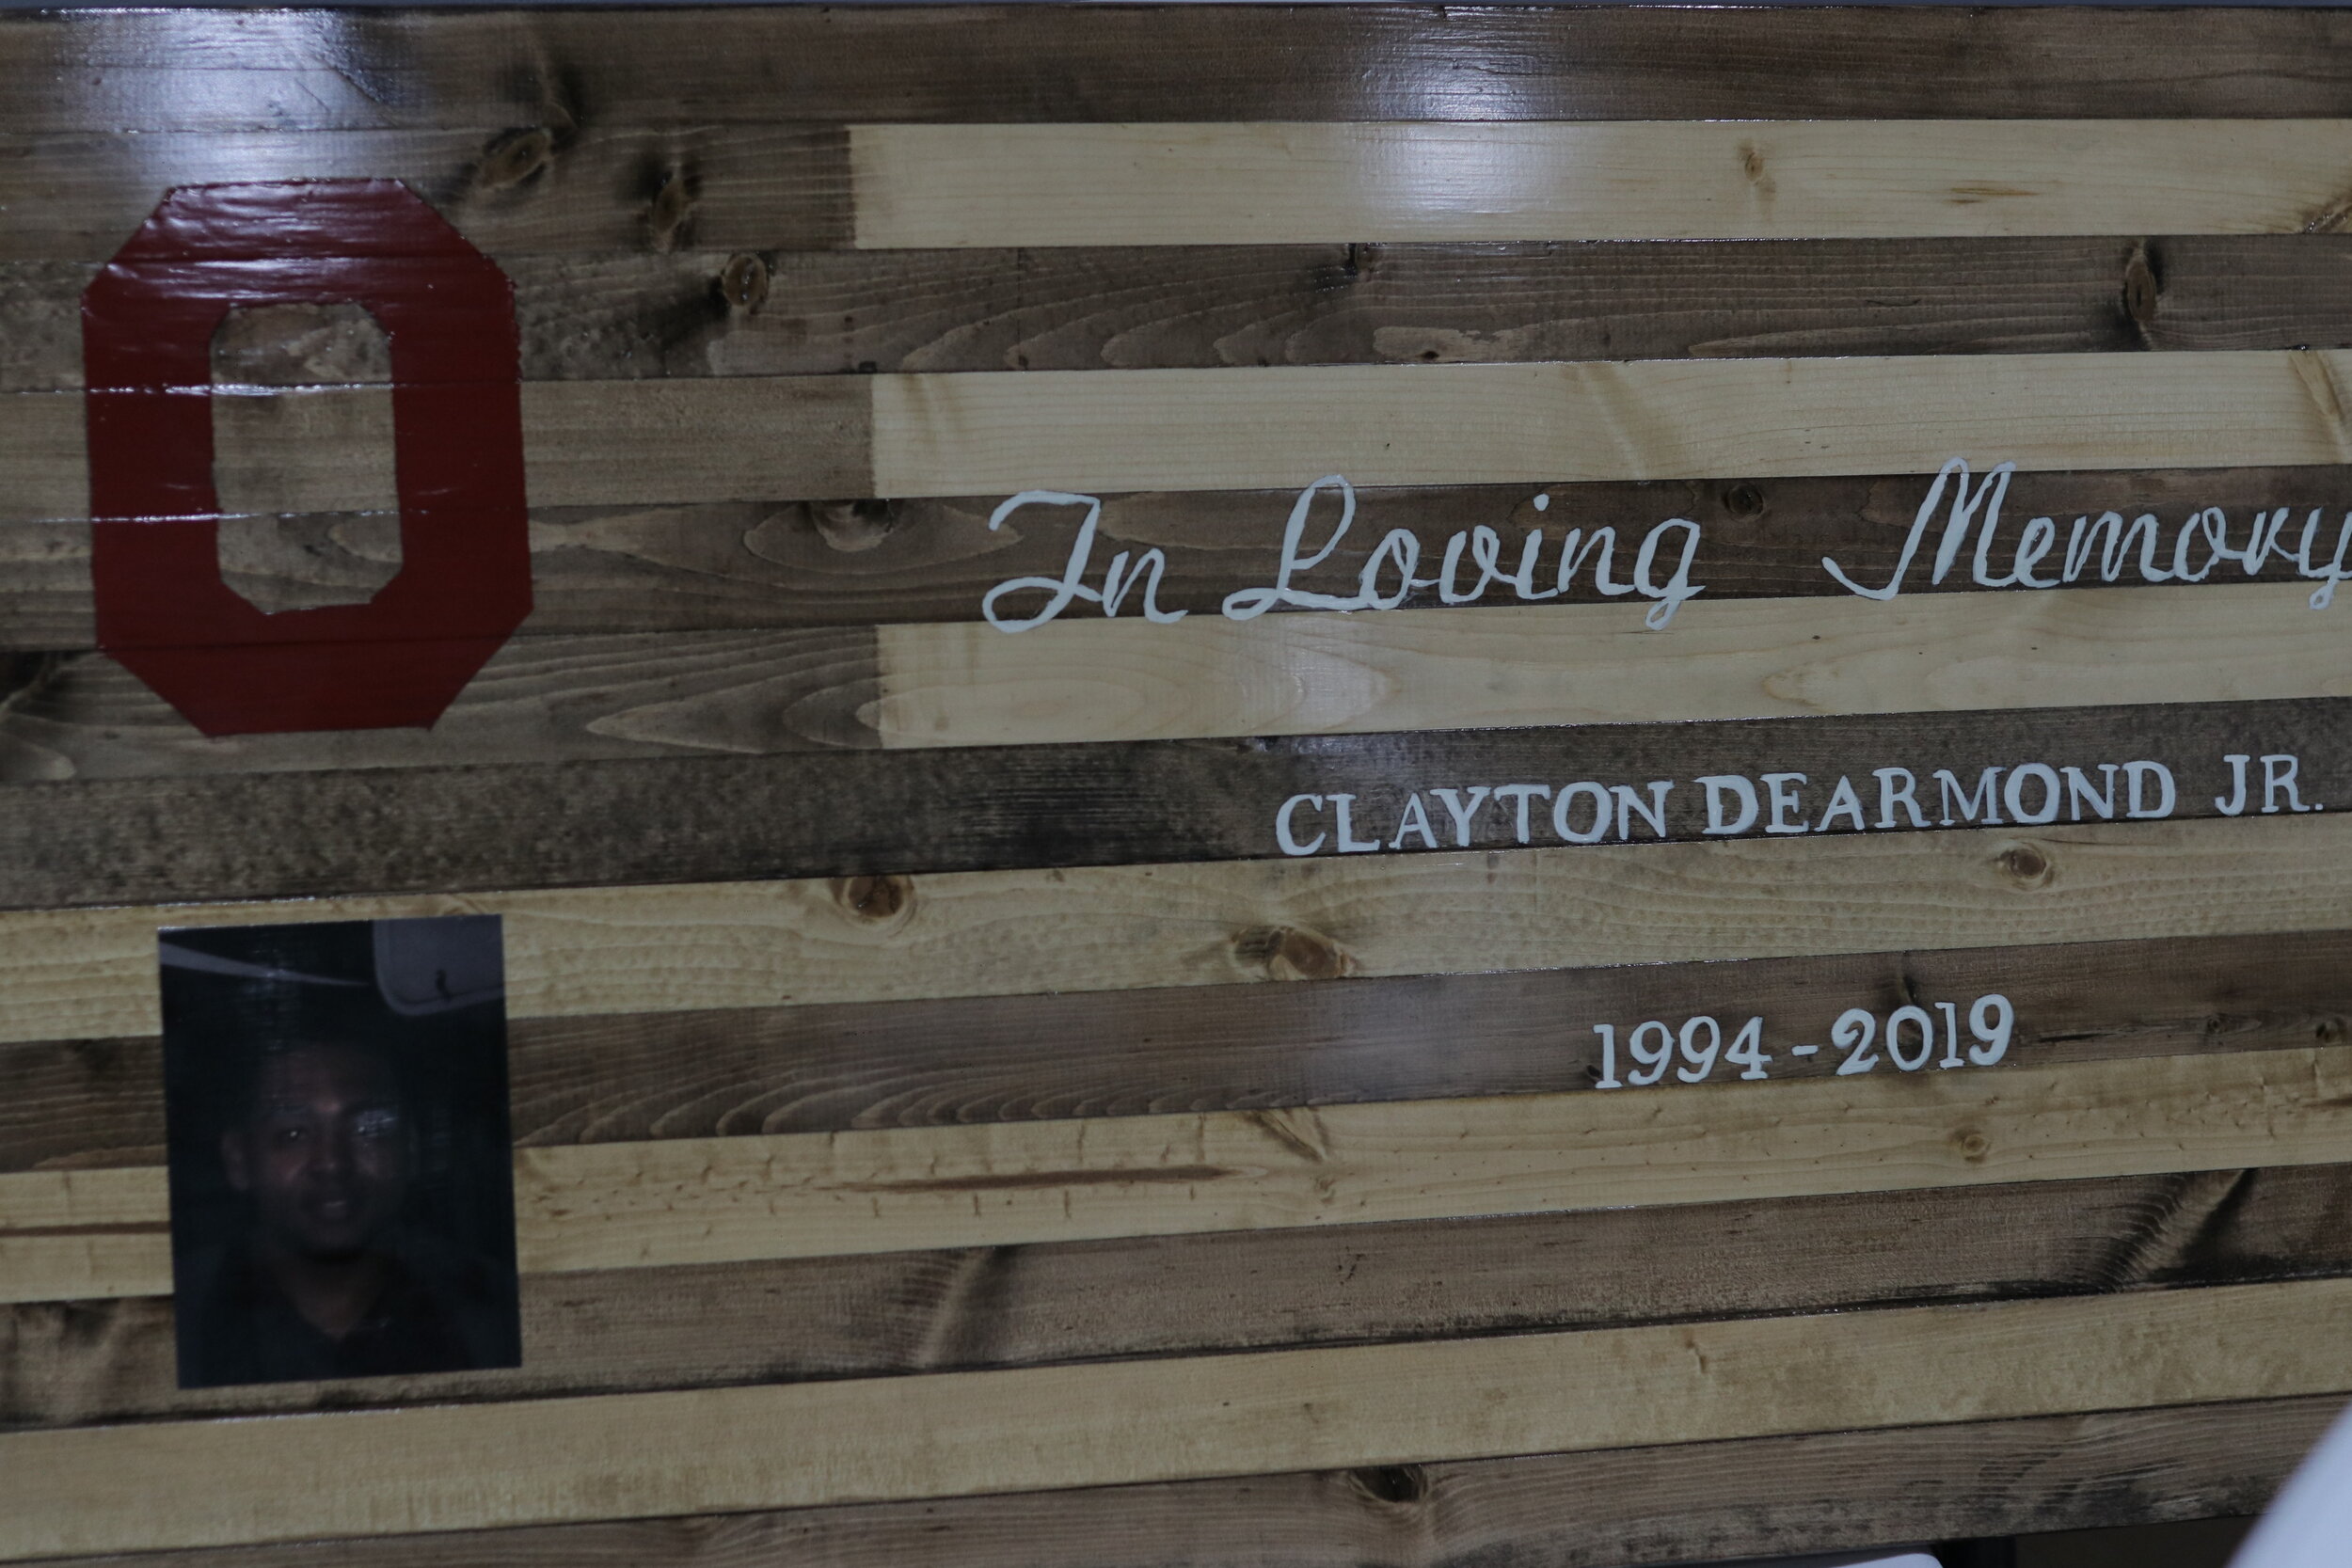 O
In Loving Memory
CLAYTON DEARMOND JR.
1994-2019